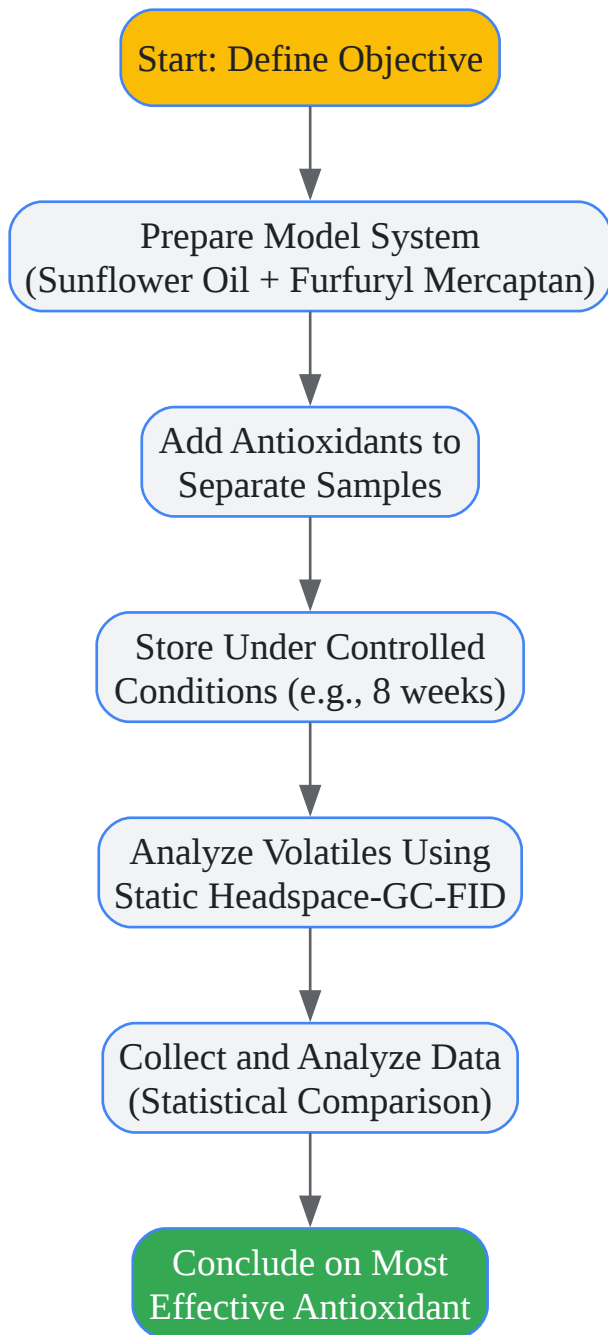 Start: Define Objective
Prepare Model System
(Sunflower Oil + Furfuryl Mercaptan)
Add Antioxidants to
Separate Samples
Store Under Controlled
Conditions (e.g., 8 weeks)
Analyze Volatiles Using
Static Headspace-GC-FID
Collect and Analyze Data
(Statistical Comparison)
Conclude on Most
Effective Antioxidant